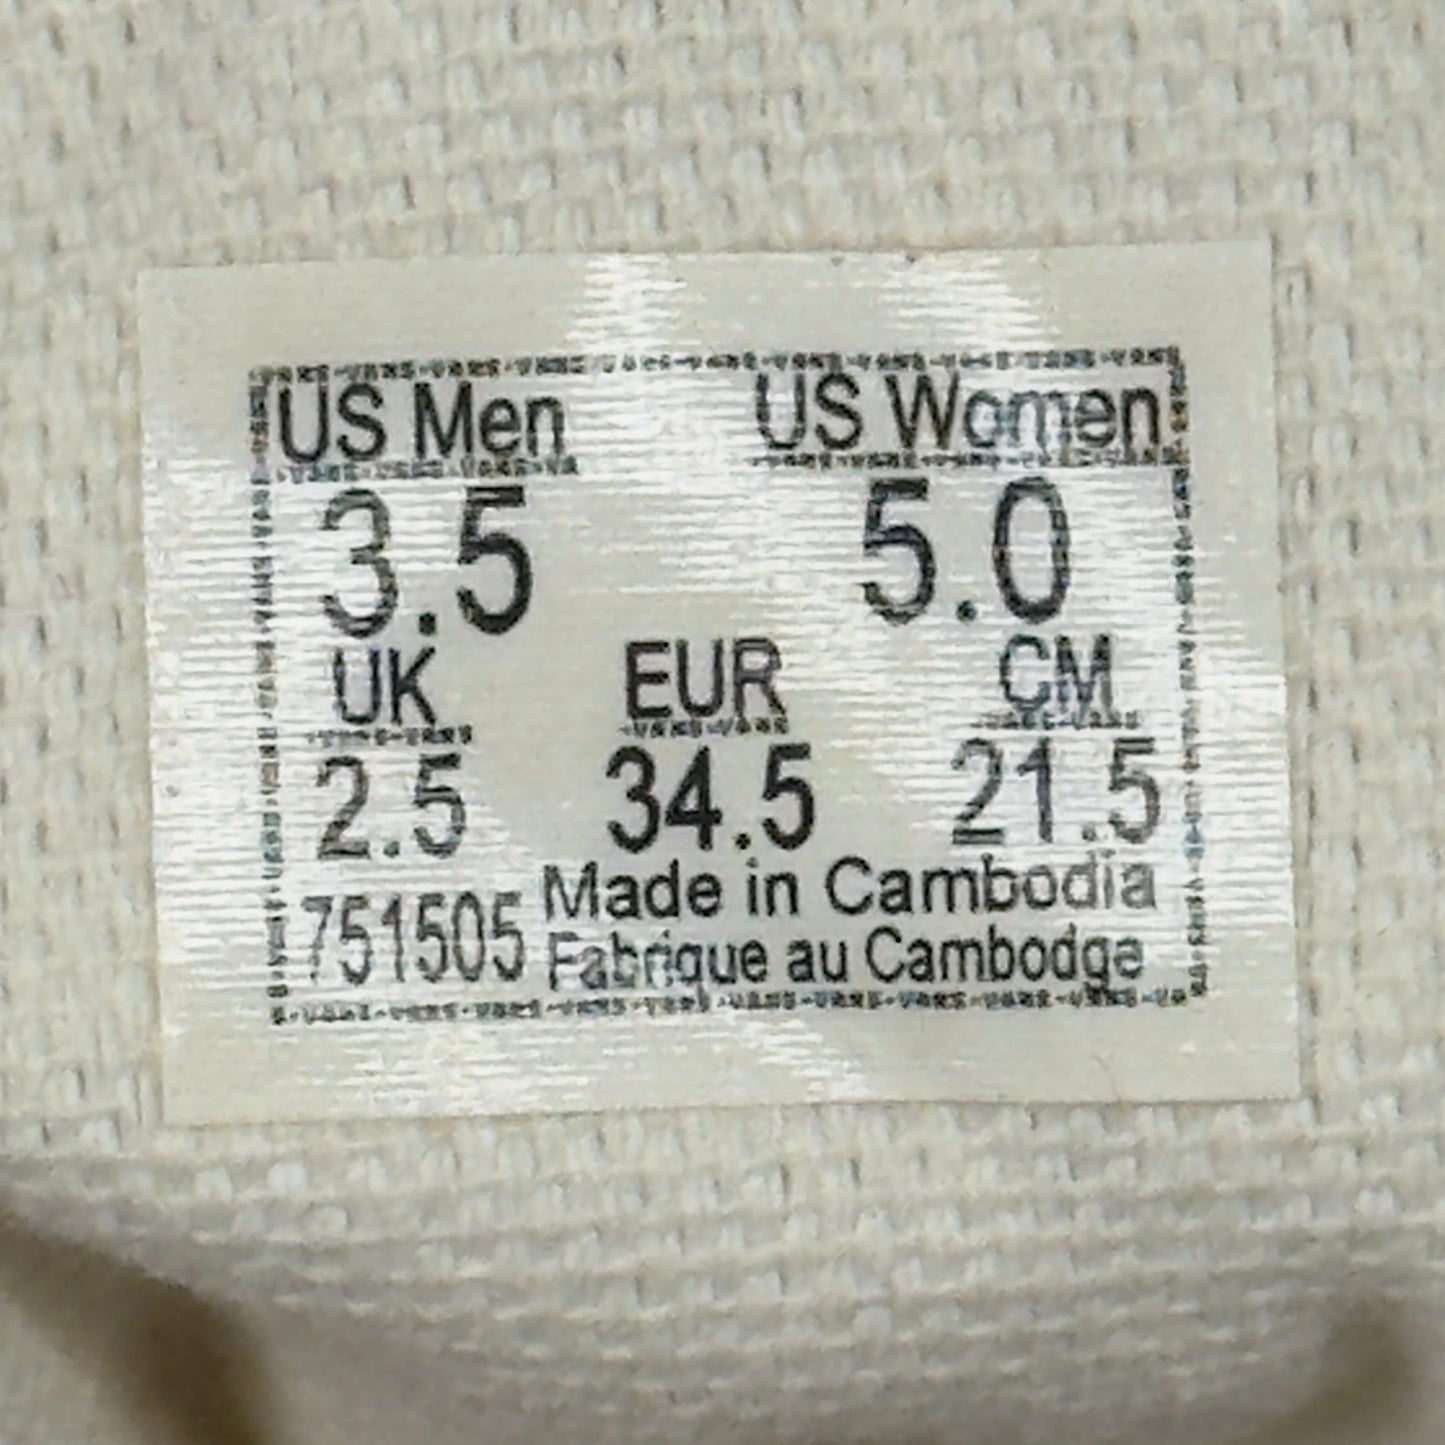 US Men US Women
3.5 5.0
UK EUR CM
2.5 34.5 21.5
751505 Made in Cambodia
Fabrique au Cambodge